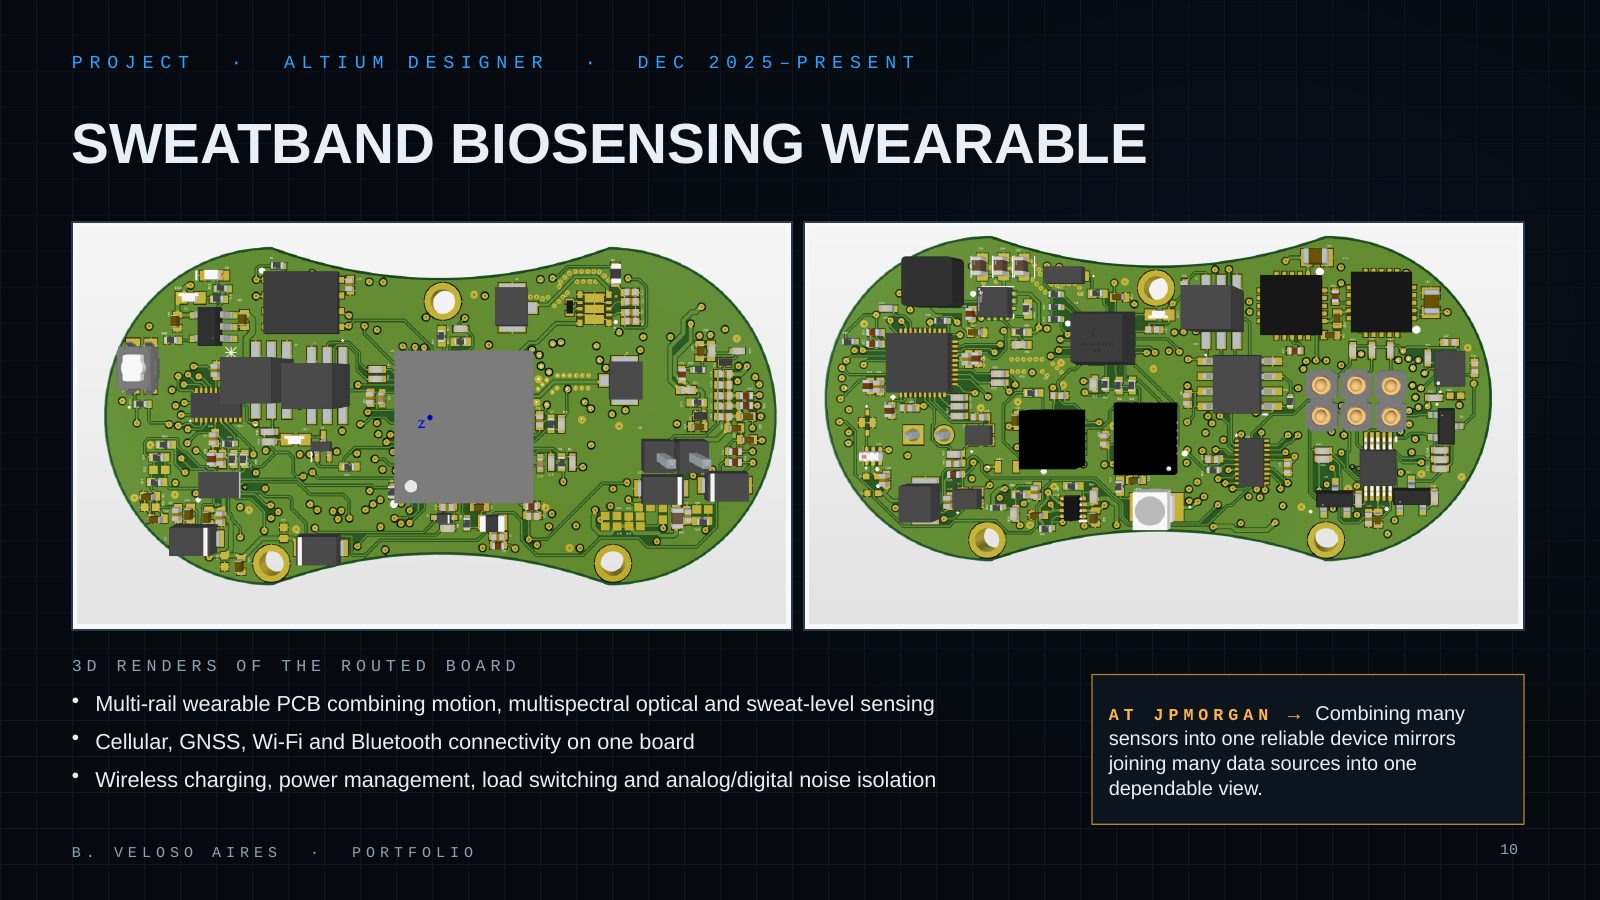 PROJECT · ALTIUM DESIGNER · DEC 2025–PRESENT
SWEATBAND BIOSENSING WEARABLE
Z
3D RENDERS OF THE ROUTED BOARD
• Multi-rail wearable PCB combining motion, multispectral optical and sweat-level sensing
• Cellular, GNSS, Wi-Fi and Bluetooth connectivity on one board
• Wireless charging, power management, load switching and analog/digital noise isolation
AT JPMORGAN → Combining many
sensors into one reliable device mirrors
joining many data sources into one
dependable view.
B. VELOSO AIRES · PORTFOLIO
10